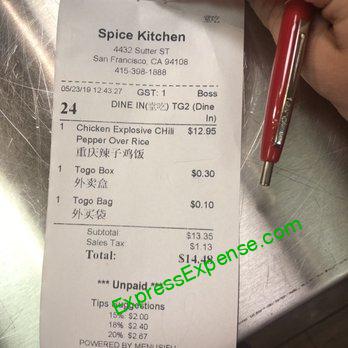 堂吃
Spice Kitchen
4432 Sutter ST
San Francisco, CA 94108
415-398-1888
05/23/19 12:43:27 GST: 1 Boss
24 DINE IN(堂吃) TG2 (Dine In)
1 Chicken Explosive CHili $12.95
Pepper Over Rice
重庆辣子鸡饭
1 Togo Box $0.30
外卖盒
1 Togo Bag $0.10
外买袋
Subtotal $13.35
Sales Tax $1.13
Total: $14.48
*** Unpaid ***
ExpressExpense.com
Tips Suggestions
15% $2.00
18% $2.40
20% $2.67
POWERED BY MENUSIFU